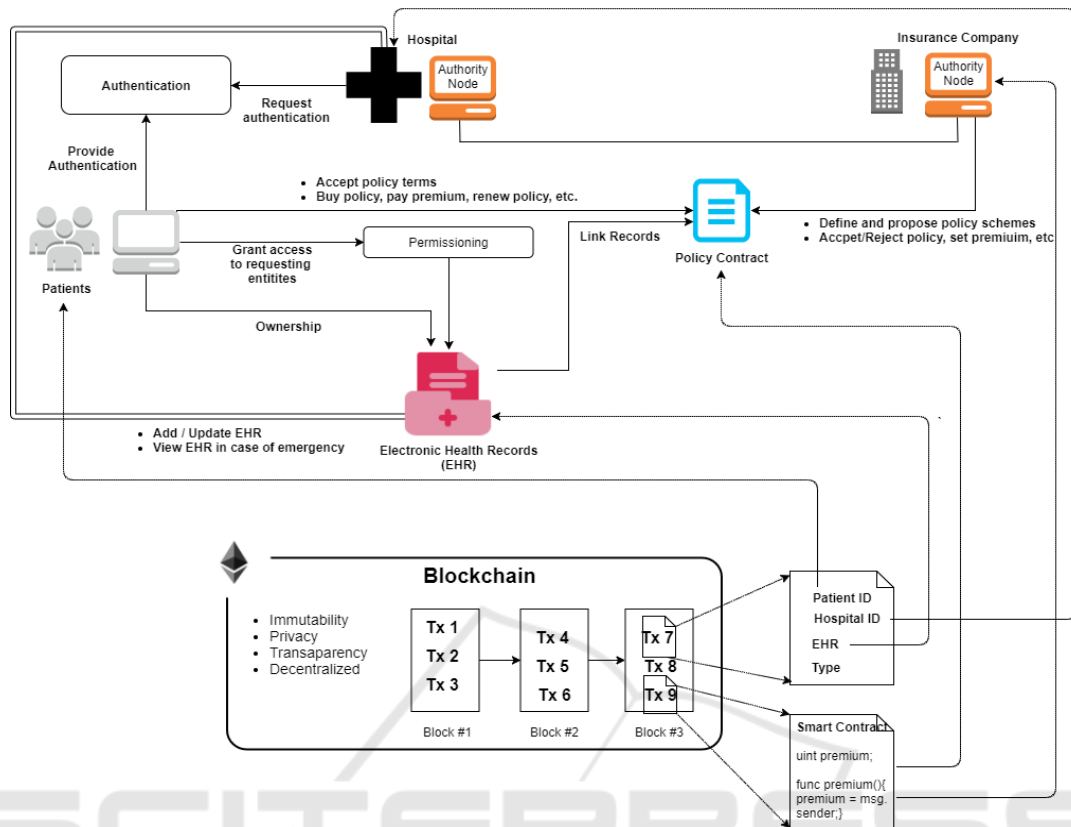 Hospital
Authority
Node
Insurance Company
Authority
Node
Authentication
Request
authentication
Provide
Authentication
Accept policy terms
Buy policy, pay premium, renew policy, etc.
Define and propose policy schemes
Accpet/Reject policy, set premiuim, etc
Link Records
Policy Contract
Permissioning
Grant access
to requesting
entitites
Patients
Ownership
Add / Update EHR
View EHR in case of emergency
Electronic Health Records
(EHR)
Blockchain
Immutability
Privacy
Transaparency
Decentralized
Tx 1
Tx 2
Tx 3
Block #1
Tx 4
Tx 5
Tx 6
Block #2
Tx 7
Tx 8
Tx 9
Block #3
Patient ID
Hospital ID
EHR
Type
Smart Contract
uint premium;
func premium(){
premium = msg.
sender;}
SCITEPRESS